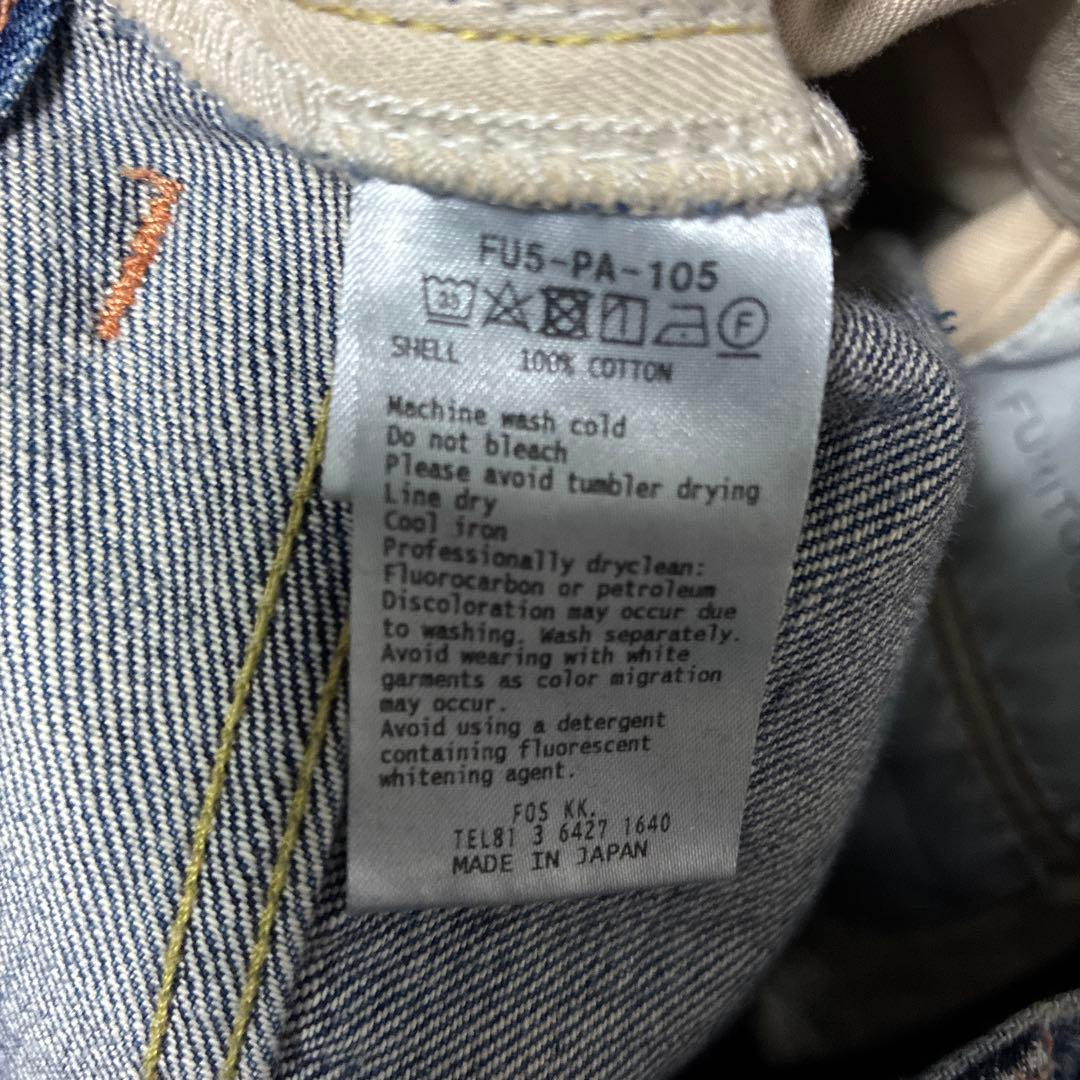 FU5-PA-105
30
F
SHELL 100% COTTON
Machine wash cold
Do not bleach
Please avoid tumbler drying
Line dry
Cool iron
Professionally dryclean:
Fluorocarbon or petroleum
Discoloration may occur due
to washing. Wash separately.
Avoid wearing with white
garments as color migration
may occur.
Avoid using a detergent
containing fluorescent
whitening agent.
FOS KK.
TEL81 3 6427 1640
MADE IN JAPAN